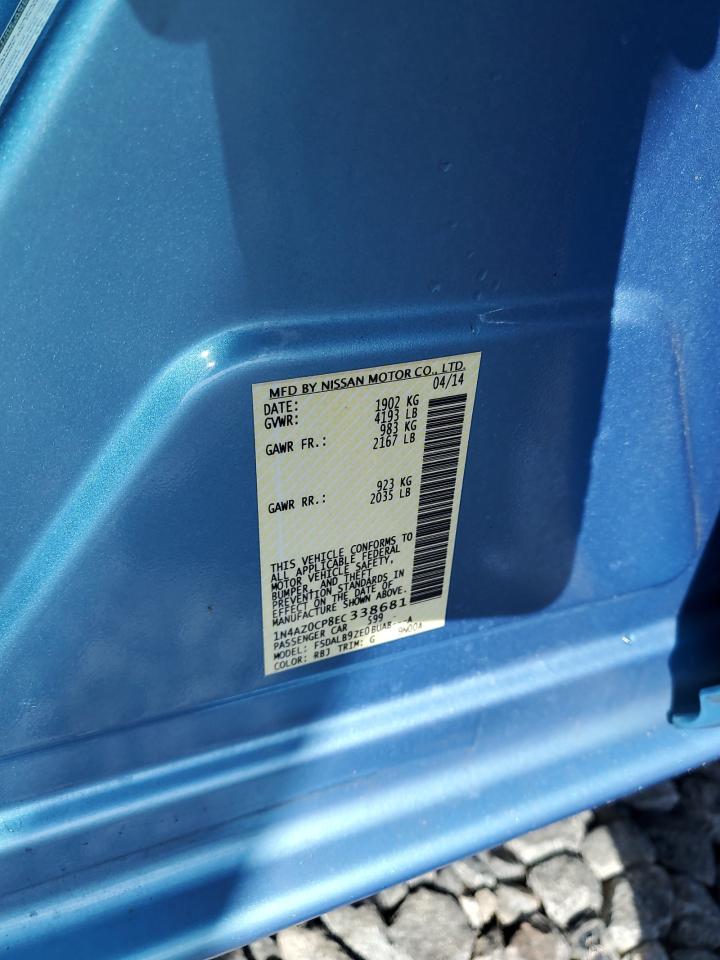 MFD BY NISSAN MOTOR CO., LTD.
DATE: 04/14
GVWR: 1902 KG
4193 LB
GAWR FR.: 983 KG
2167 LB
GAWR RR.: 923 KG
2035 LB
THIS VEHICLE CONFORMS TO
ALL APPLICABLE FEDERAL
MOTOR VEHICLE SAFETY,
BUMPER, AND THEFT
PREVENTION STANDARDS IN
EFFECT ON THE DATE OF
MANUFACTURE SHOWN ABOVE.
1N4AZ0CP8EC338681
PASSENGER CAR 599
MODEL:
COLOR: RBJ TRIM: G